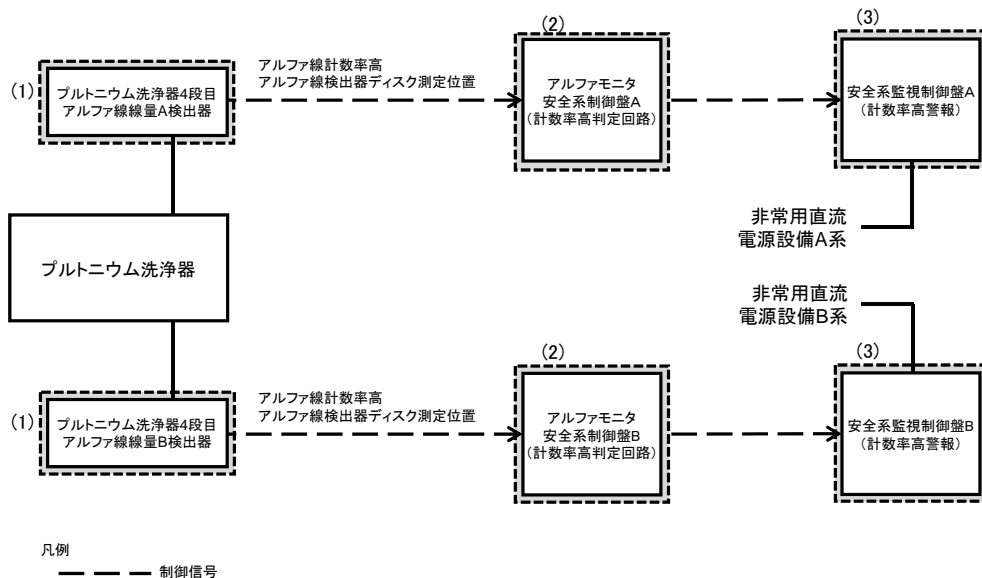 (1)
プルトニウム洗浄器4段目
アルファ線線量A検出器
アルファ線計数率高
アルファ線検出器ディスク測定位置
(2)
アルファモニタ
安全系制御盤A
(計数率高判定回路)
(3)
安全系監視制御盤A
(計数率高警報)
非常用直流
電源設備A系
プルトニウム洗浄器
非常用直流
電源設備B系
(1)
プルトニウム洗浄器4段目
アルファ線線量B検出器
アルファ線計数率高
アルファ線検出器ディスク測定位置
(2)
アルファモニタ
安全系制御盤B
(計数率高判定回路)
(3)
安全系監視制御盤B
(計数率高警報)
凡例
制御信号